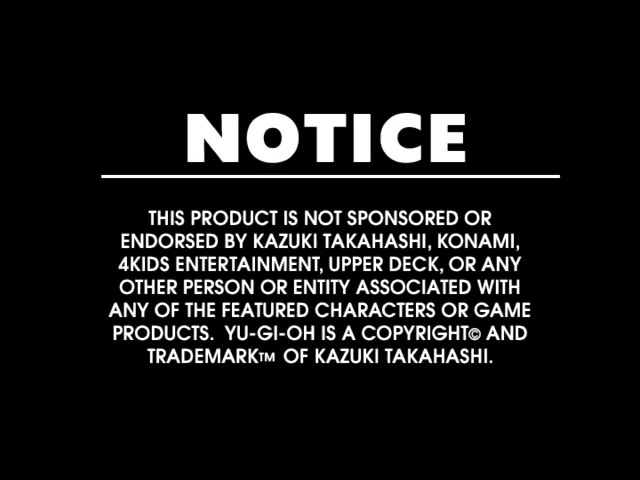 NOTICE
THIS PRODUCT IS NOT SPONSORED OR
ENDORSED BY KAZUKI TAKAHASHI, KONAMI,
4KIDS ENTERTAINMENT, UPPER DECK, OR ANY
OTHER PERSON OR ENTITY ASSOCIATED WITH
ANY OF THE FEATURED CHARACTERS OR GAME
PRODUCTS. YU-GI-OH IS A COPYRIGHT© AND
TRADEMARK™ OF KAZUKI TAKAHASHI.